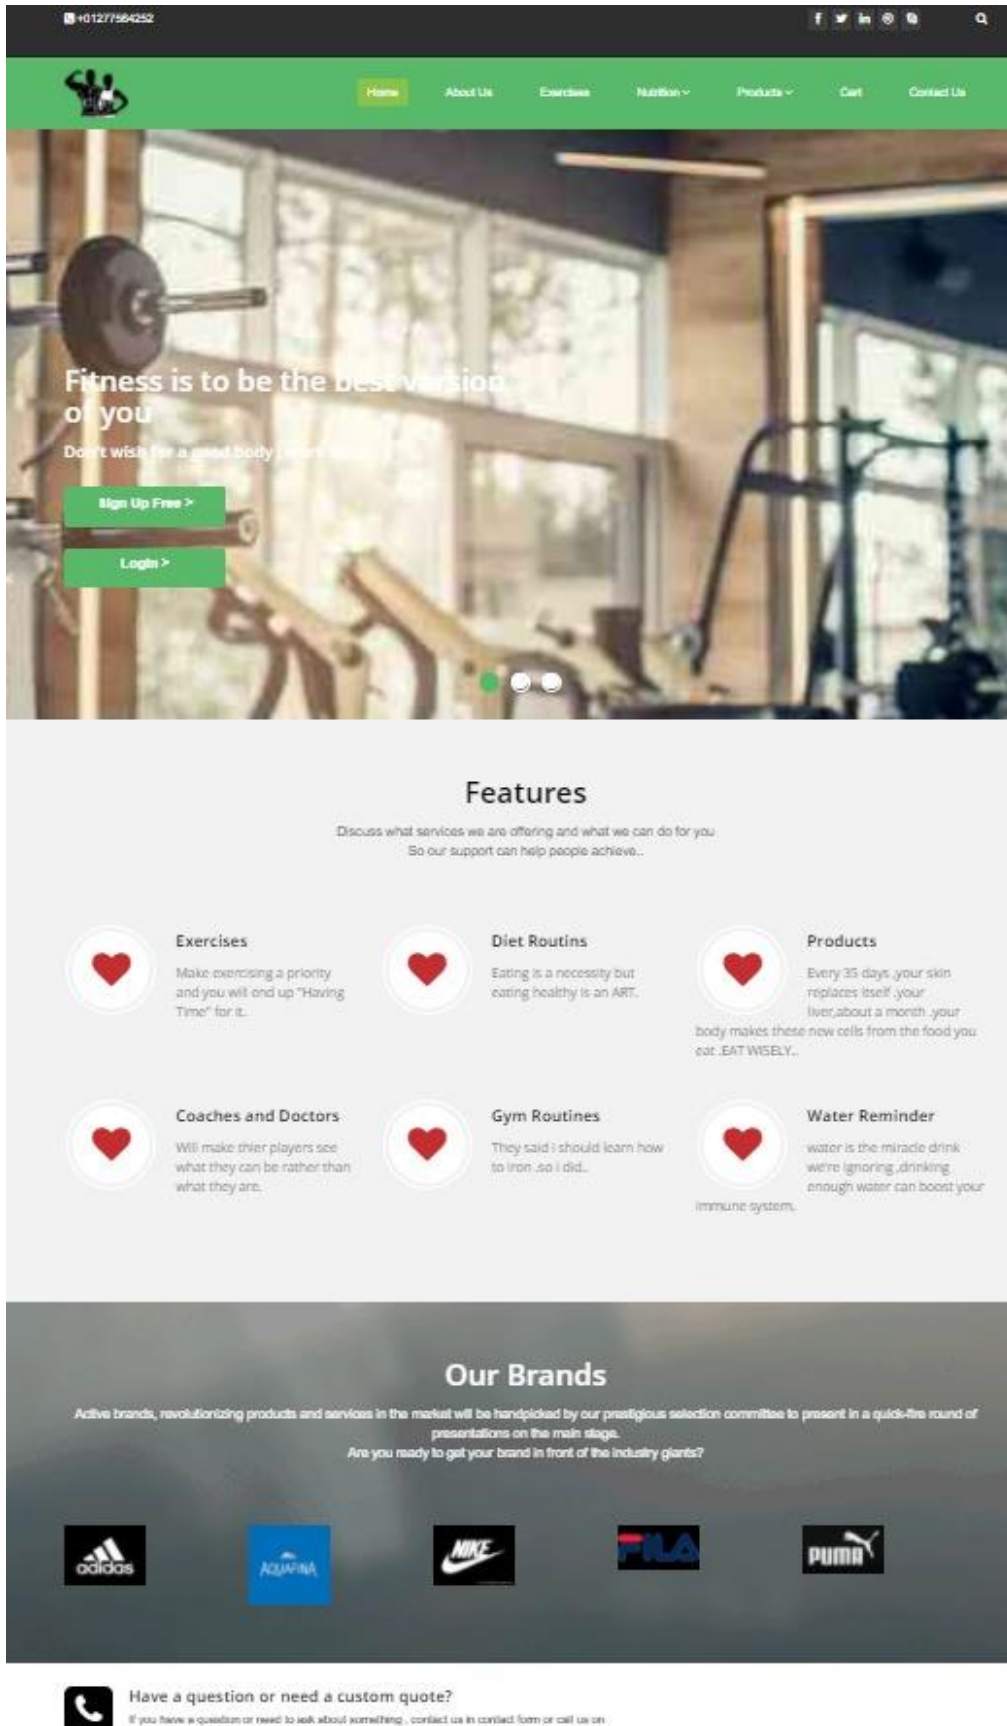 +01277584252
Home About Us Exercises Nutrition Products Cart Contact Us
Fitness is to be the best version
of you
Don't wish for a good body
Sign Up Free >
Login >
Features
Discuss what services we are offering and what we can do for you
So our support can help people achieve..
Exercises
Make exercising a priority
and you will end up "Having
Time" for it.
Diet Routins
Eating is a necessity but
eating healthy is an ART.
Products
Every 35 days ,your skin
replaces itself ,your
liver,about a month ,your
body makes these new cells from the food you
eat .EAT WISELY..
Coaches and Doctors
Will make thier players see
what they can be rather than
what they are.
Gym Routines
They said i should learn how
to iron .so i did..
Water Reminder
water is the miracle drink
we're ignoring ,drinking
enough water can boost your
immune system.
Our Brands
Active brands, revolutionizing products and services in the market will be handpicked by our prestigious selection committee to present in a quick-fire round of
presentations on the main stage.
Are you ready to get your brand in front of the industry giants?
adidas
AQUAFINA
NIKE
FILA
PUMA
Have a question or need a custom quote?
If you have a question or need to ask about something , contact us in contact form or call us on